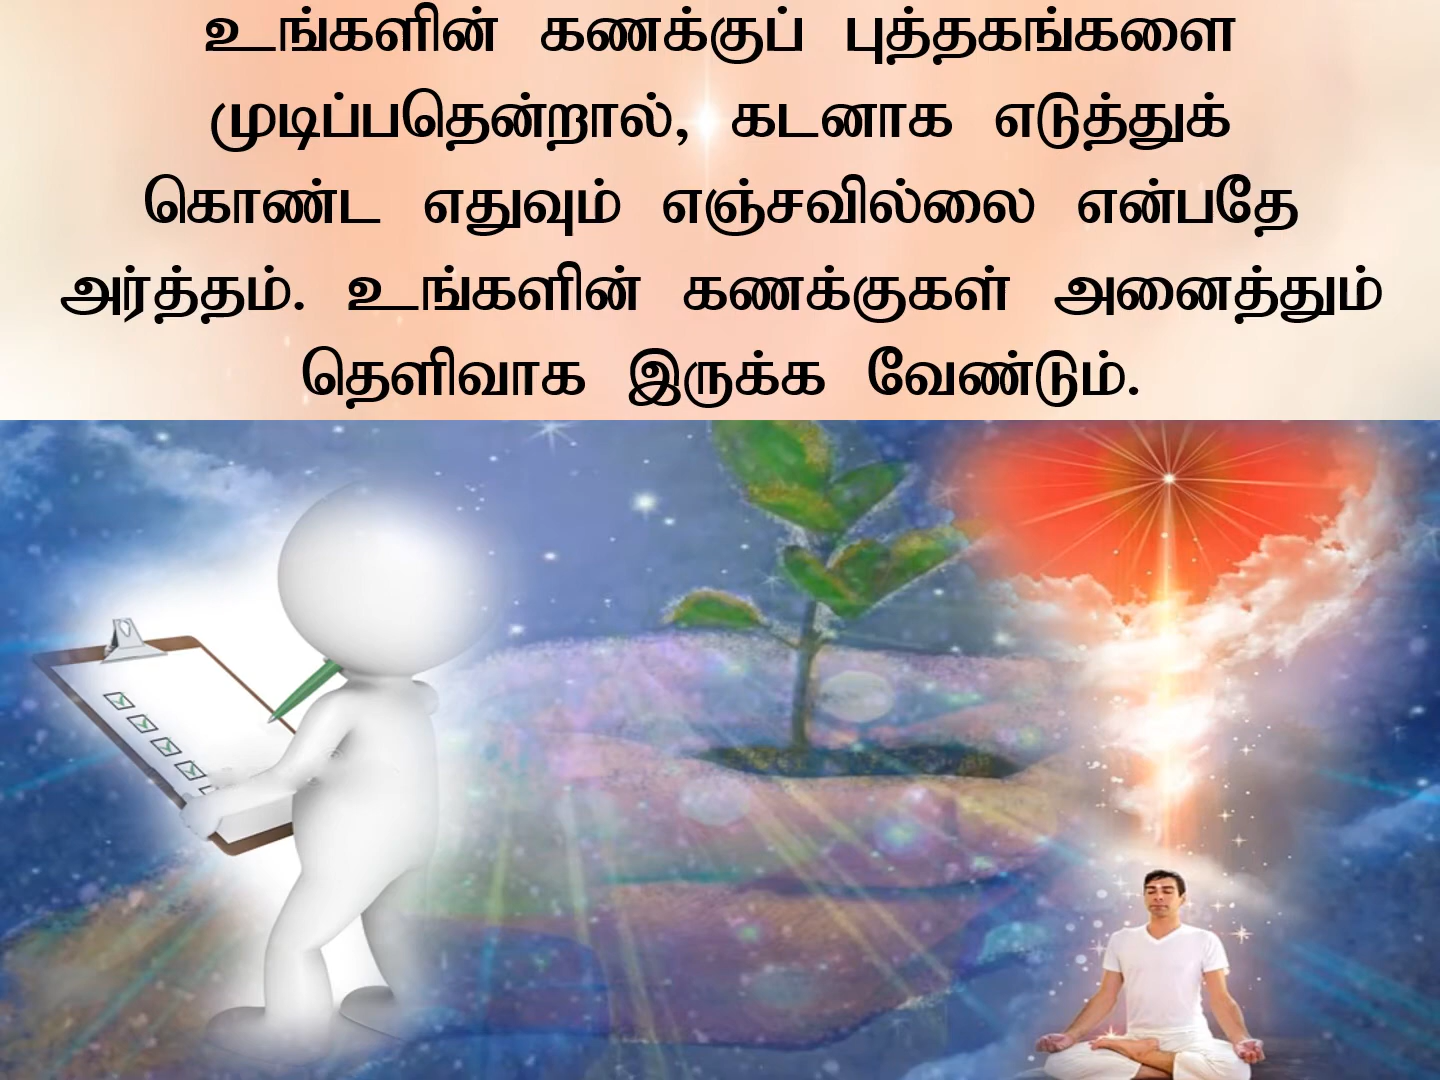 உங்களின் கணக்குப் புத்தகங்களை
முடிப்பதென்றால், கடனாக எடுத்துக்
கொண்ட எதுவும் எஞ்சவில்லை என்பதே
அர்த்தம். உங்களின் கணக்குகள் அனைத்தும்
தெளிவாக இருக்க வேண்டும்.